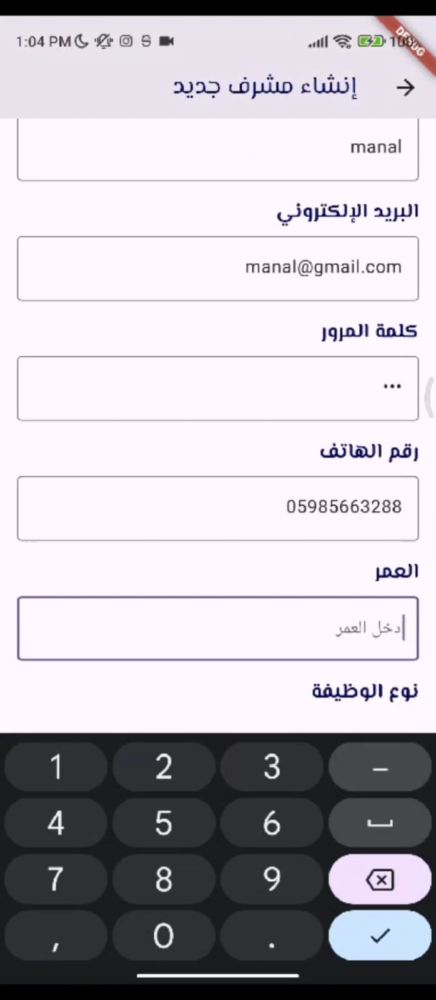 1:04 PM
DEBUG
إنشاء مشرف جديد
manal
البريد الإلكتروني
manal@gmail.com
كلمة المرور
•••
رقم الهاتف
05985663288
العمر
دخل العمر
نوع الوظيفة
1 2 3 –
4 5 6
7 8 9
, 0 .